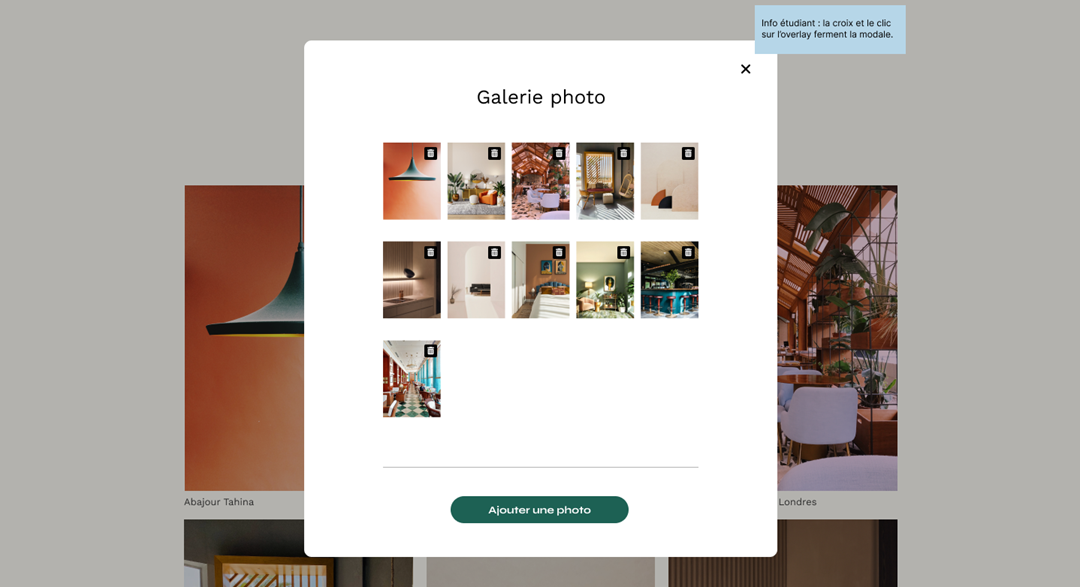 Info étudiant : la croix et le clic
sur l'overlay ferment la modale.
Galerie photo
Abajour Tahina
Londres
Ajouter une photo